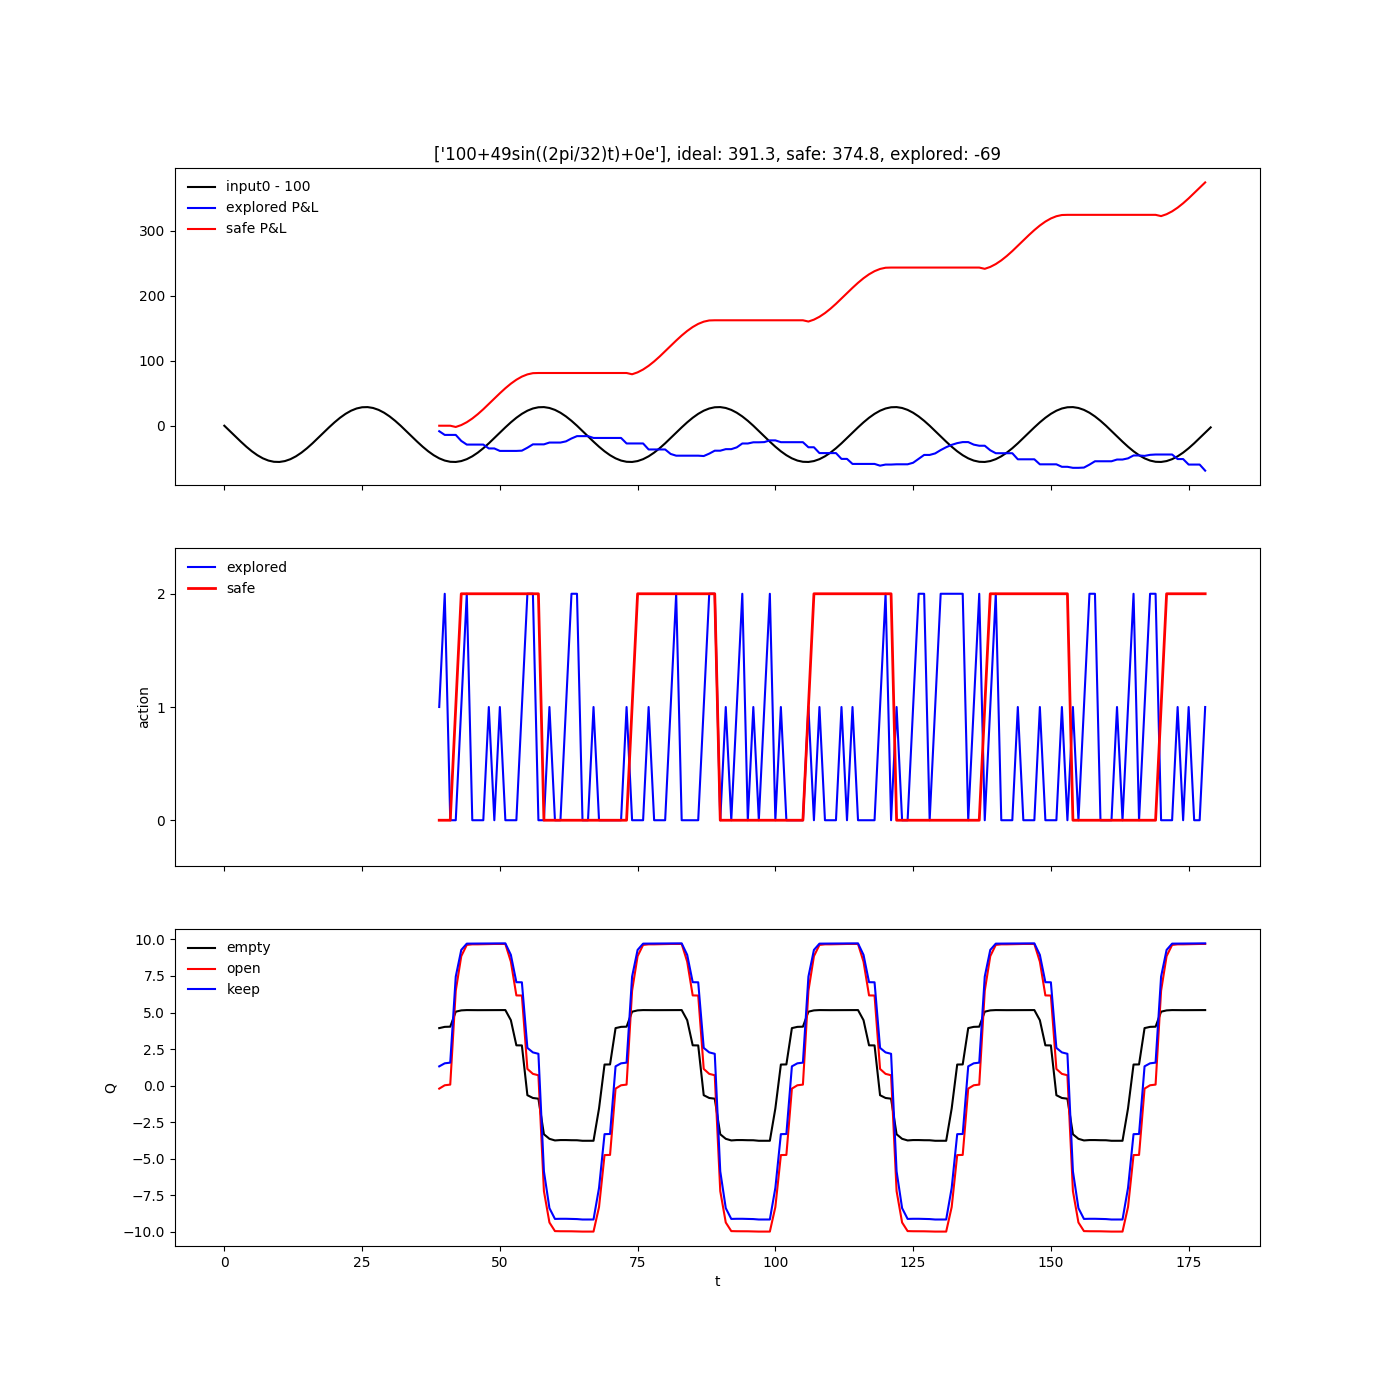 ['100+49sin((2pi/32)t)+0e'], ideal: 391.3, safe: 374.8, explored: -69
input0 - 100
explored P&L
safe P&L
300
200
100
0
explored
safe
2
1
0
action
empty
open
keep
10.0
7.5
5.0
2.5
0.0
−2.5
−5.0
−7.5
−10.0
Q
0 25 50 75 100 125 150 175
t